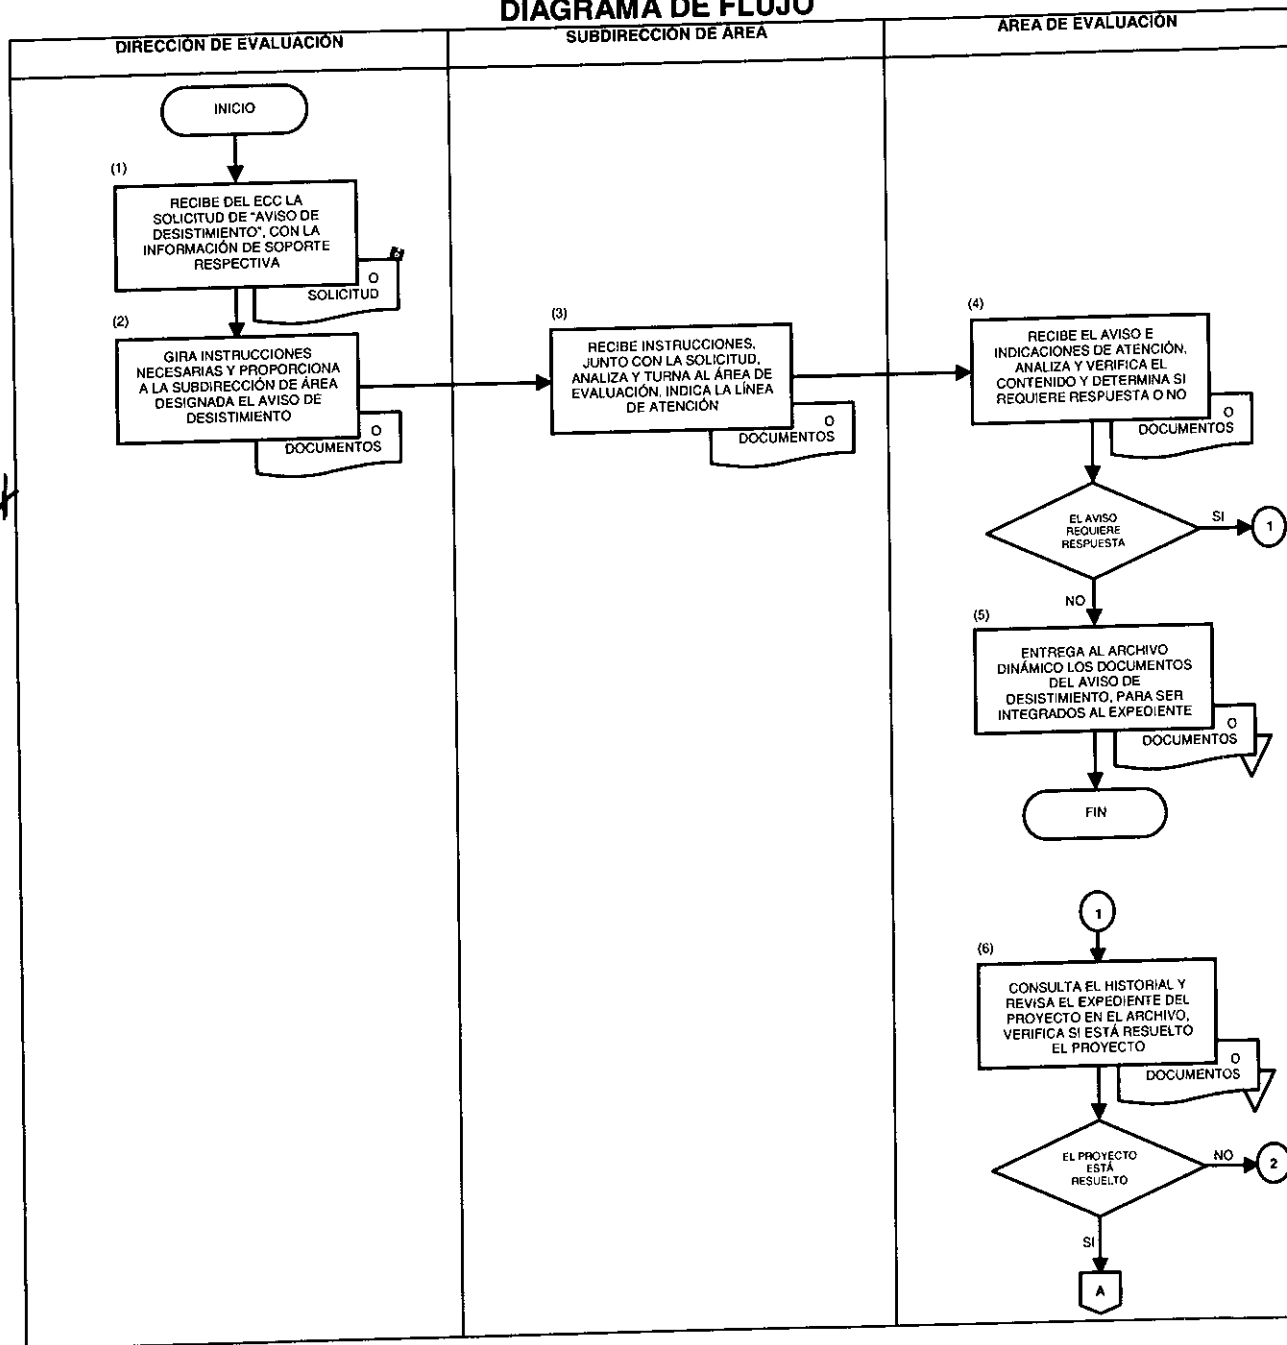 DIAGRAMA DE FLUJO
DIRECCIÓN DE EVALUACIÓN
SUBDIRECCIÓN DE ÁREA
ÁREA DE EVALUACIÓN
INICIO
(1)
RECIBE DEL ECC LA
SOLICITUD DE "AVISO DE
DESISTIMIENTO", CON LA
INFORMACIÓN DE SOPORTE
RESPECTIVA
O
SOLICITUD
(2)
GIRA INSTRUCCIONES
NECESARIAS Y PROPORCIONA
A LA SUBDIRECCIÓN DE ÁREA
DESIGNADA EL AVISO DE
DESISTIMIENTO
O
DOCUMENTOS
(3)
RECIBE INSTRUCCIONES,
JUNTO CON LA SOLICITUD,
ANALIZA Y TURNA AL ÁREA DE
EVALUACIÓN, INDICA LA LÍNEA
DE ATENCIÓN
O
DOCUMENTOS
(4)
RECIBE EL AVISO E
INDICACIONES DE ATENCIÓN,
ANALIZA Y VERIFICA EL
CONTENIDO Y DETERMINA SI
REQUIERE RESPUESTA O NO
O
DOCUMENTOS
EL AVISO
REQUIERE
RESPUESTA
SI
1
NO
(5)
ENTREGA AL ARCHIVO
DINÁMICO LOS DOCUMENTOS
DEL AVISO DE
DESISTIMIENTO, PARA SER
INTEGRADOS AL EXPEDIENTE
O
DOCUMENTOS
FIN
1
(6)
CONSULTA EL HISTORIAL Y
REVISA EL EXPEDIENTE DEL
PROYECTO EN EL ARCHIVO,
VERIFICA SI ESTÁ RESUELTO
EL PROYECTO
O
DOCUMENTOS
EL PROYECTO
ESTÁ
RESUELTO
NO
2
SI
A